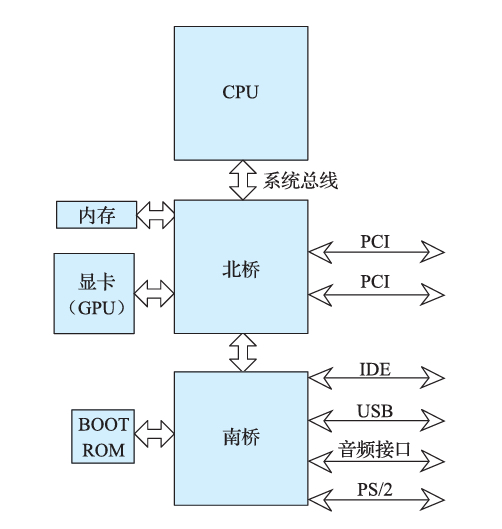 CPU
系统总线
内存
北桥
PCI
显卡
（GPU）
PCI
IDE
USB
BOOT
ROM
南桥
音频接口
PS/2